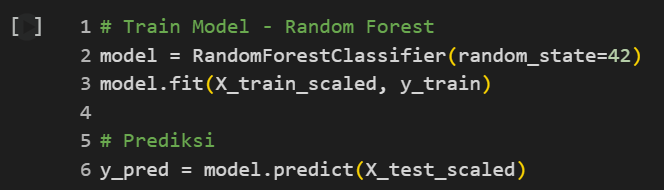 [ ] 1 # Train Model - Random Forest
2 model = RandomForestClassifier(random_state=42)
3 model.fit(X_train_scaled, y_train)
4
5 # Prediksi
6 y_pred = model.predict(X_test_scaled)